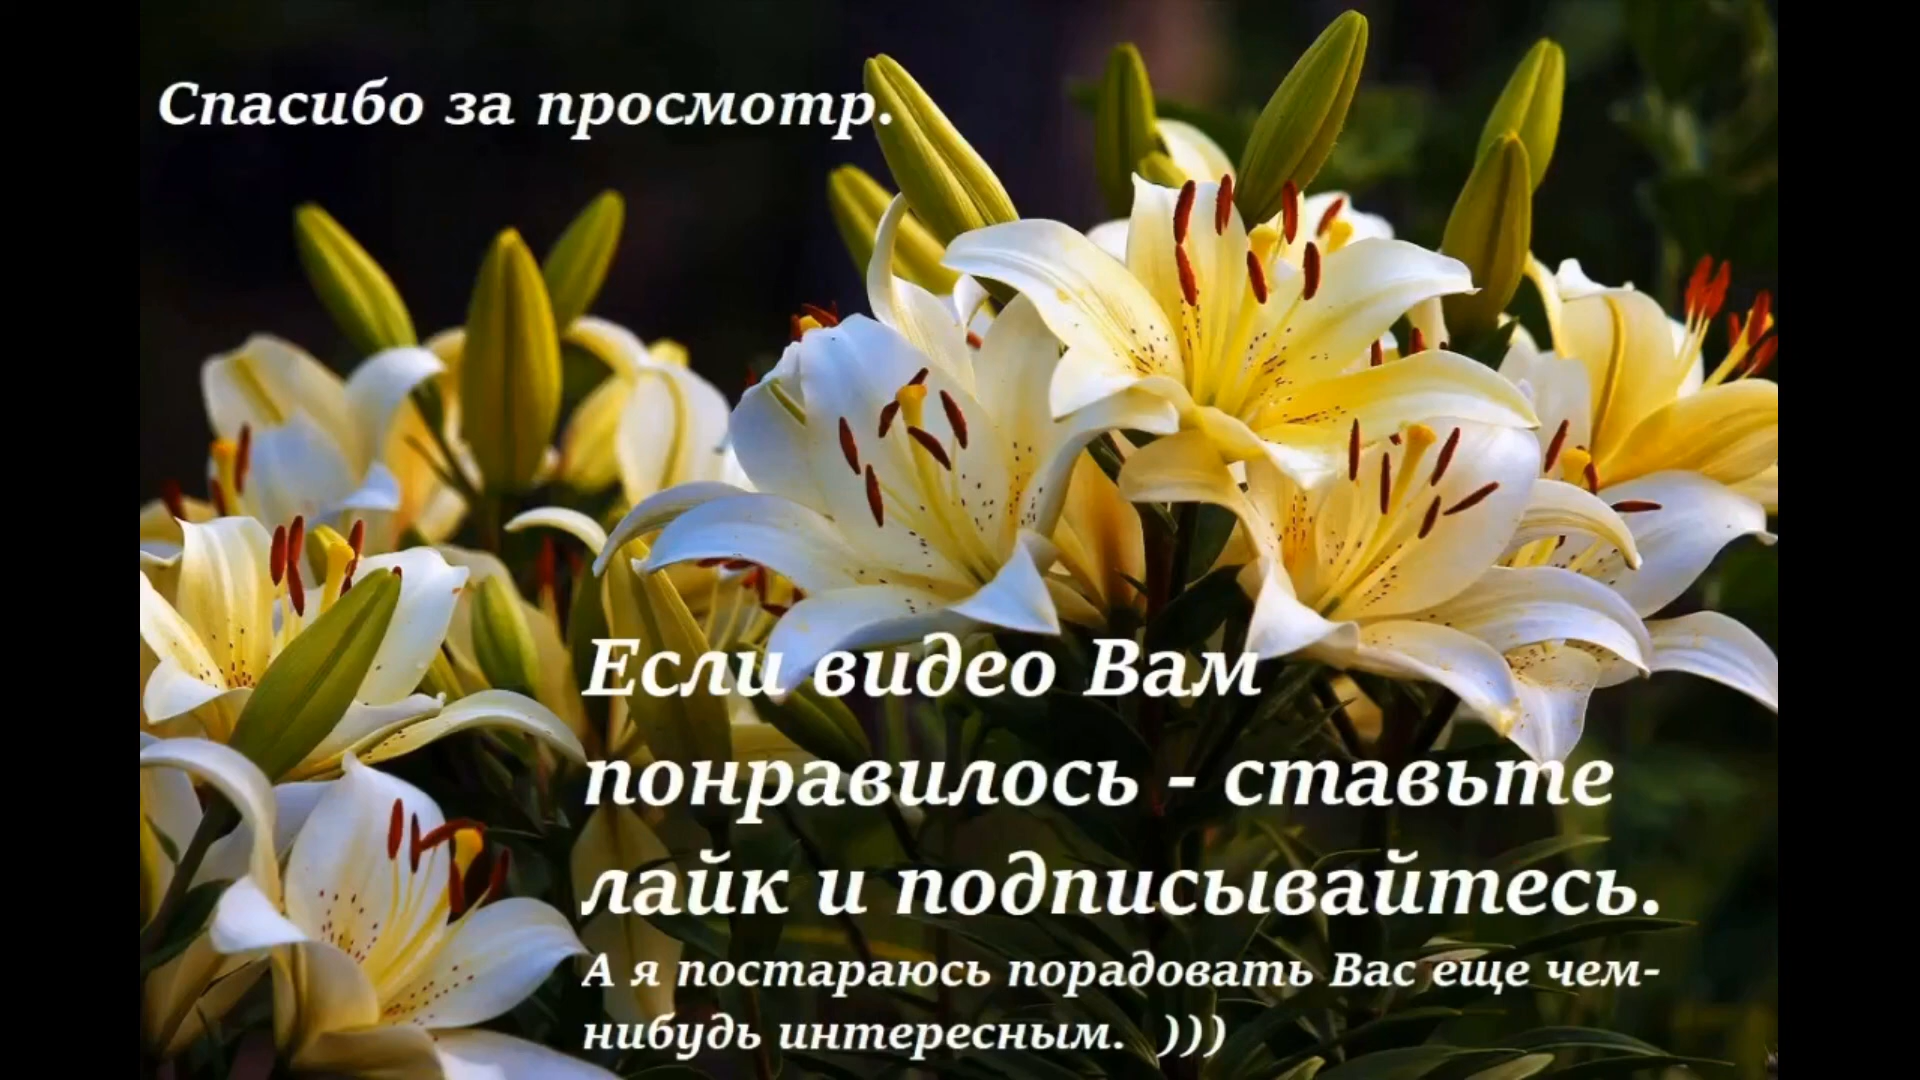 Спасибо за просмотр.
Если видео Вам
понравилось - ставьте
лайк и подписывайтесь.
А я постараюсь порадовать Вас еще чем-
нибудь интересным.  )))